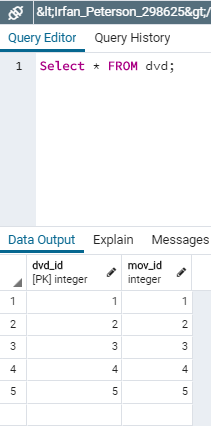 &lt;Irfan_Peterson_298625&gt;/
Query Editor Query History
1 Select * FROM dvd;
Data Output Explain Messages
dvd_id mov_id
[PK] integer integer
1 1 1
2 2 2
3 3 3
4 4 4
5 5 5